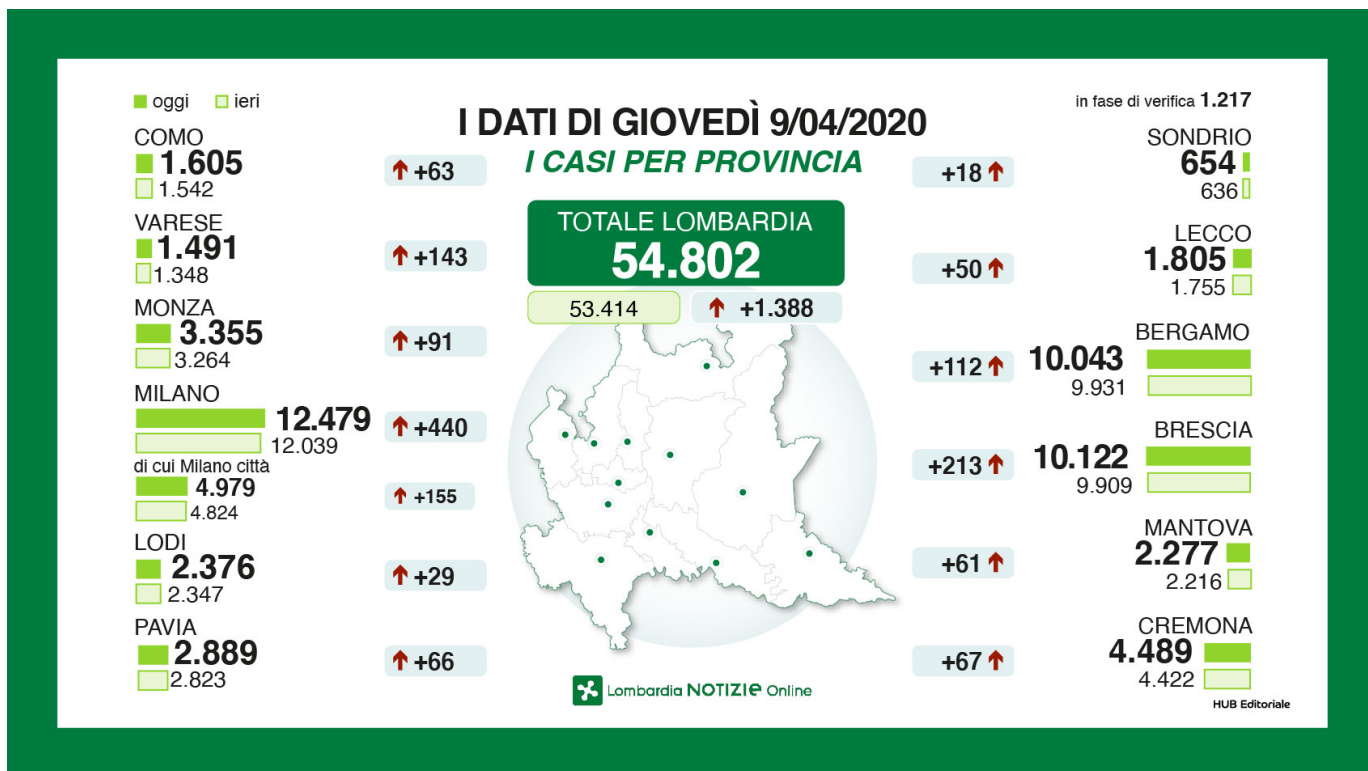 oggi ieri
I DATI DI GIOVEDÌ 9/04/2020
I CASI PER PROVINCIA
in fase di verifica 1.217
TOTALE LOMBARDIA
54.802
53.414
+1.388
COMO
1.605
1.542
+63
VARESE
1.491
1.348
+143
MONZA
3.355
3.264
+91
MILANO
12.479
12.039
+440
di cui Milano città
4.979
4.824
+155
LODI
2.376
2.347
+29
PAVIA
2.889
2.823
+66
SONDRIO
654
636
+18
LECCO
1.805
1.755
+50
BERGAMO
10.043
9.931
+112
BRESCIA
10.122
9.909
+213
MANTOVA
2.277
2.216
+61
CREMONA
4.489
4.422
+67
Lombardia NOTIZIe Online
HUB Editoriale